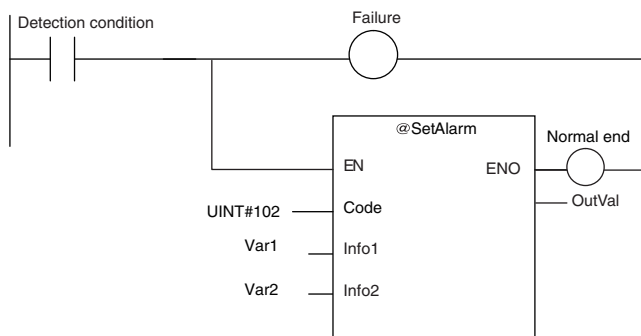 Failure
Detection condition
@SetAlarm
Normal end
EN
ENO
UINT#102
Code
OutVal
Var1
Info1
Var2
Info2